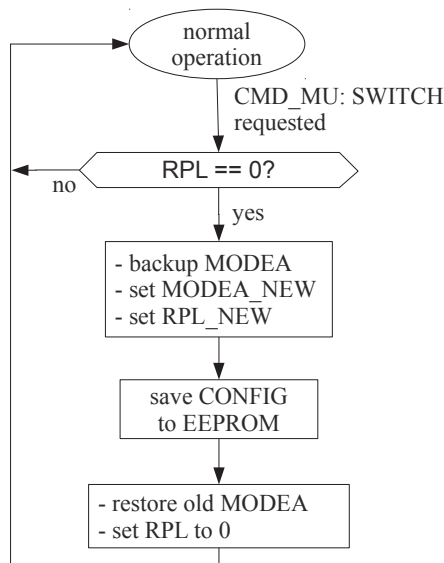 normal
operation
CMD_MU: SWITCH
requested
RPL == 0?
no
yes
- backup MODEA
- set MODEA_NEW
- set RPL_NEW
save CONFIG
to EEPROM
- restore old MODEA
- set RPL to 0